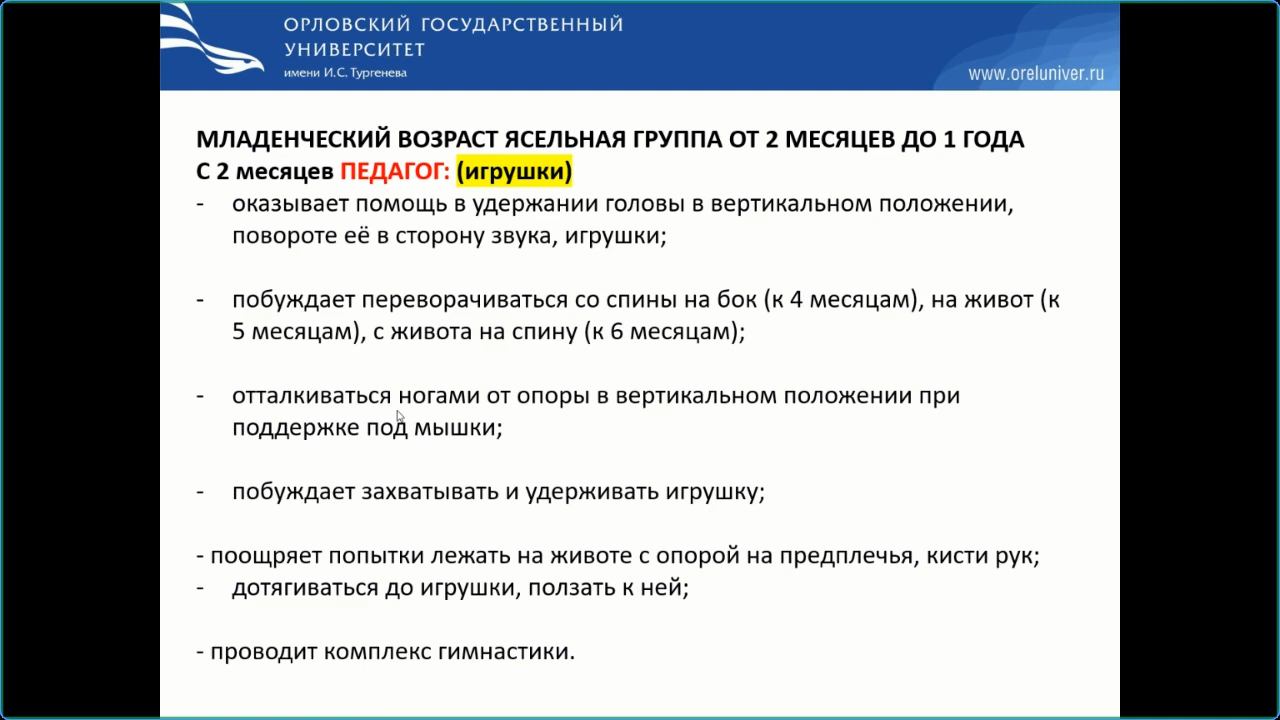 ОРЛОВСКИЙ ГОСУДАРСТВЕННЫЙ
УНИВЕРСИТЕТ
имени И.С. Тургенева
www.oreluniver.ru
МЛАДЕНЧЕСКИЙ ВОЗРАСТ ЯСЕЛЬНАЯ ГРУППА ОТ 2 МЕСЯЦЕВ ДО 1 ГОДА
С 2 месяцев ПЕДАГОГ: (игрушки)
- оказывает помощь в удержании головы в вертикальном положении,
повороте её в сторону звука, игрушки;
- побуждает переворачиваться со спины на бок (к 4 месяцам), на живот (к
5 месяцам), с живота на спину (к 6 месяцам);
- отталкиваться ногами от опоры в вертикальном положении при
поддержке под мышки;
- побуждает захватывать и удерживать игрушку;
- поощряет попытки лежать на животе с опорой на предплечья, кисти рук;
- дотягиваться до игрушки, ползать к ней;
- проводит комплекс гимнастики.